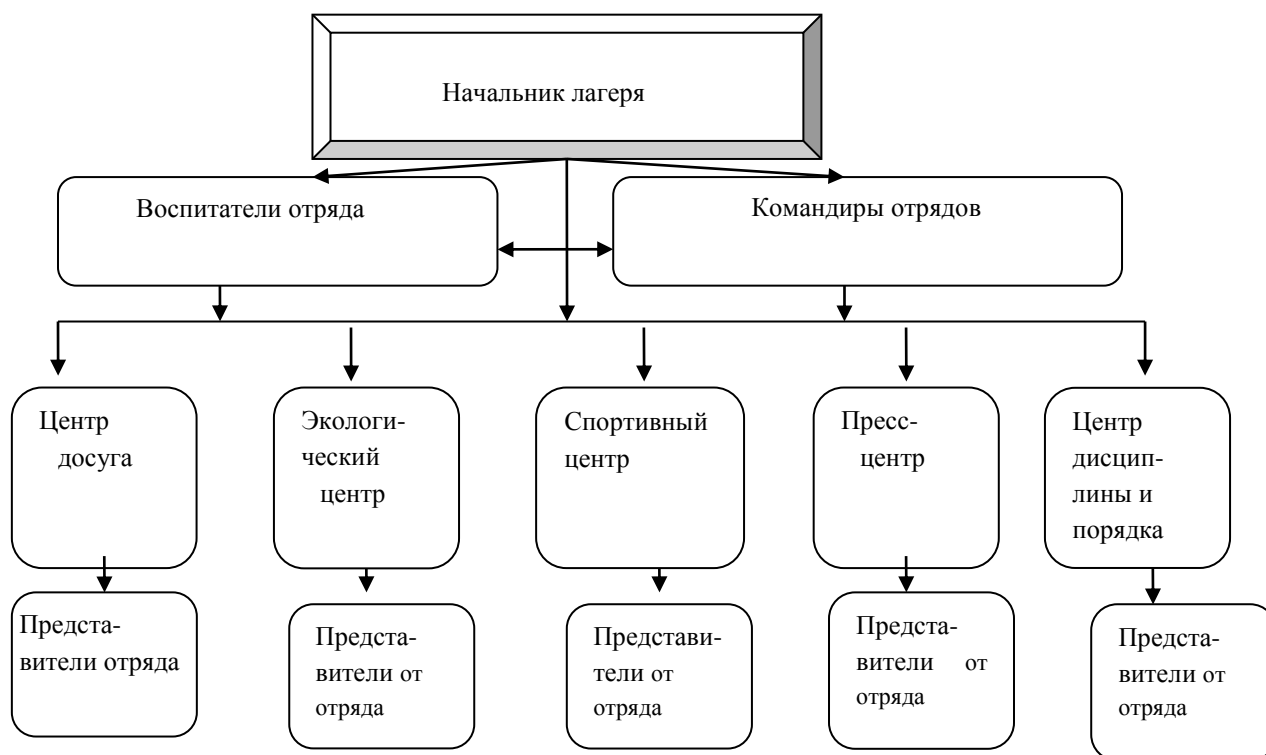 Начальник лагеря
Воспитатели отряда
Командиры отрядов
Центр
досуга
Экологи-
ческий
центр
Спортивный
центр
Пресс-
центр
Центр
дисцип-
лины и
порядка
Представ-
вители отряда
Предста-
вители от
отряда
Представи-
тели от
отряда
Предста-
вители от
отряда
Предста-
вители от
отряда